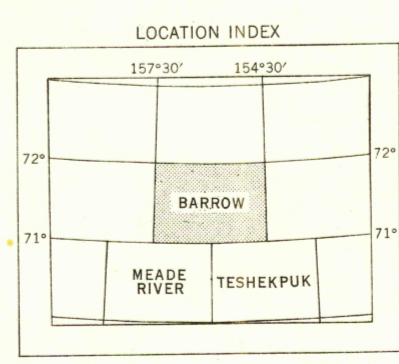 LOCATION INDEX
157°30′ 154°30′
72° 72°
BARROW
71° 71°
MEADE TESHEKPUK
RIVER